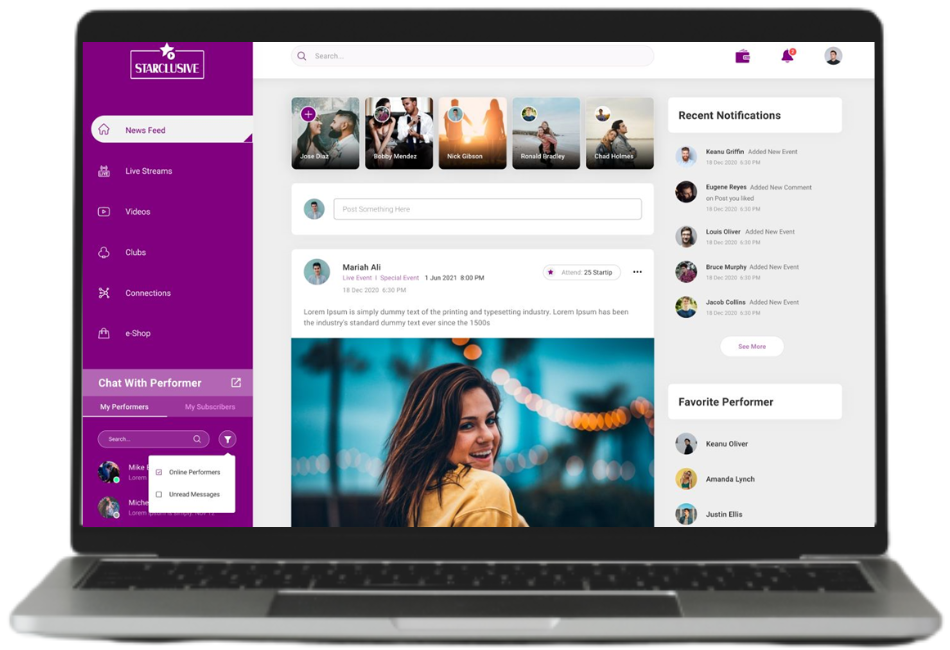 STARCLUSIVE
Search...
2
News Feed
Live Streams
LIVE
Videos
Clubs
Connections
e-Shop
Chat With Performer
My Performers
My Subscribers
Search...
Mike
Lorem
Online Performers
Unread Messages
Lorem Ipsum is simply. Nov 12
Jose Diaz
Bobby Mendez
Nick Gibson
Ronald Bradley
Chad Holmes
Post Something Here
Mariah Ali
Live Event I Special Event 1 Jun 2021 8:00 PM
18 Dec 2020 6:30 PM
Attend: 25 Startip
Lorem Ipsum is simply dummy text of the printing and typesetting industry. Lorem Ipsum has been
the industry's standard dummy text ever since the 1500s
Recent Notifications
Keanu Griffin Added New Event
18 Dec 2020 6:30 PM
Eugene Reyes Added New Comment
on Post you liked
18 Dec 2020 6:30 PM
Louis Oliver Added New Event
18 Dec 2020 6:30 PM
Bruce Murphy Added New Event
18 Dec 2020 6:30 PM
Jacob Collins Added New Event
18 Dec 2020 6:30 PM
See More
Favorite Performer
Keanu Oliver
Amanda Lynch
Justin Ellis